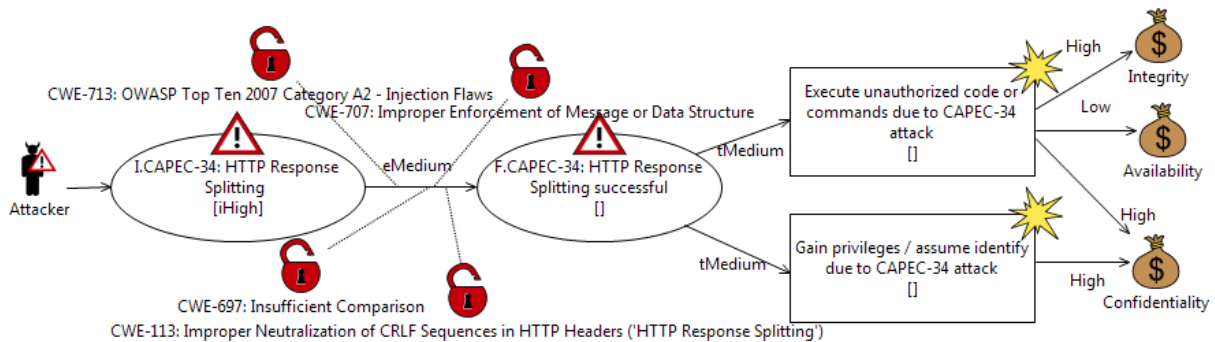 High
Integrity
CWE-713: OWASP Top Ten 2007 Category A2 - Injection Flaws
CWE-707: Improper Enforcement of Message or Data Structure
Execute unauthorized code or
commands due to CAPEC-34
attack
[]
Low
Availability
Attacker
I.CAPEC-34: HTTP Response
Splitting
[iHigh]
eMedium
F.CAPEC-34: HTTP Response
Splitting successful
[]
tMedium
tMedium
High
Gain privileges / assume identify
due to CAPEC-34 attack
[]
High
Confidentiality
CWE-697: Insufficient Comparison
CWE-113: Improper Neutralization of CRLF Sequences in HTTP Headers ('HTTP Response Splitting')